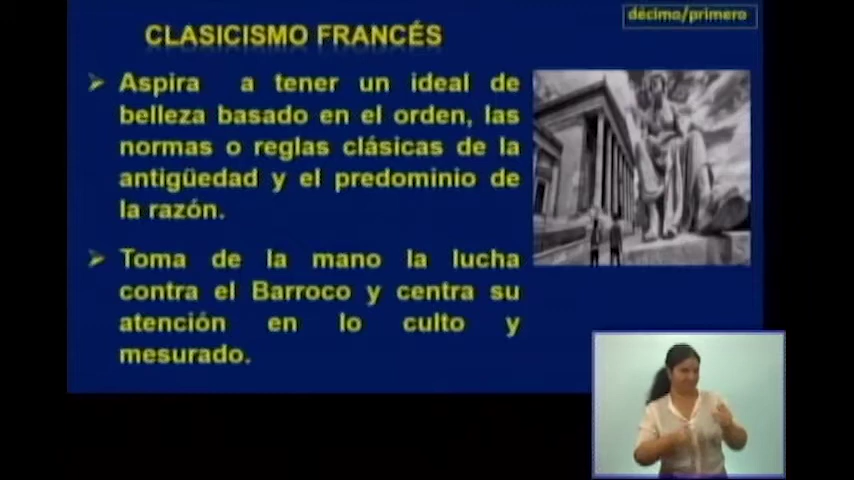 décimo/primero
CLASICISMO FRANCÉS
Aspira a tener un ideal de
belleza basado en el orden, las
normas o reglas clásicas de la
antigüedad y el predominio de
la razón.
Toma de la mano la lucha
contra el Barroco y centra su
atención en lo culto y
mesurado.